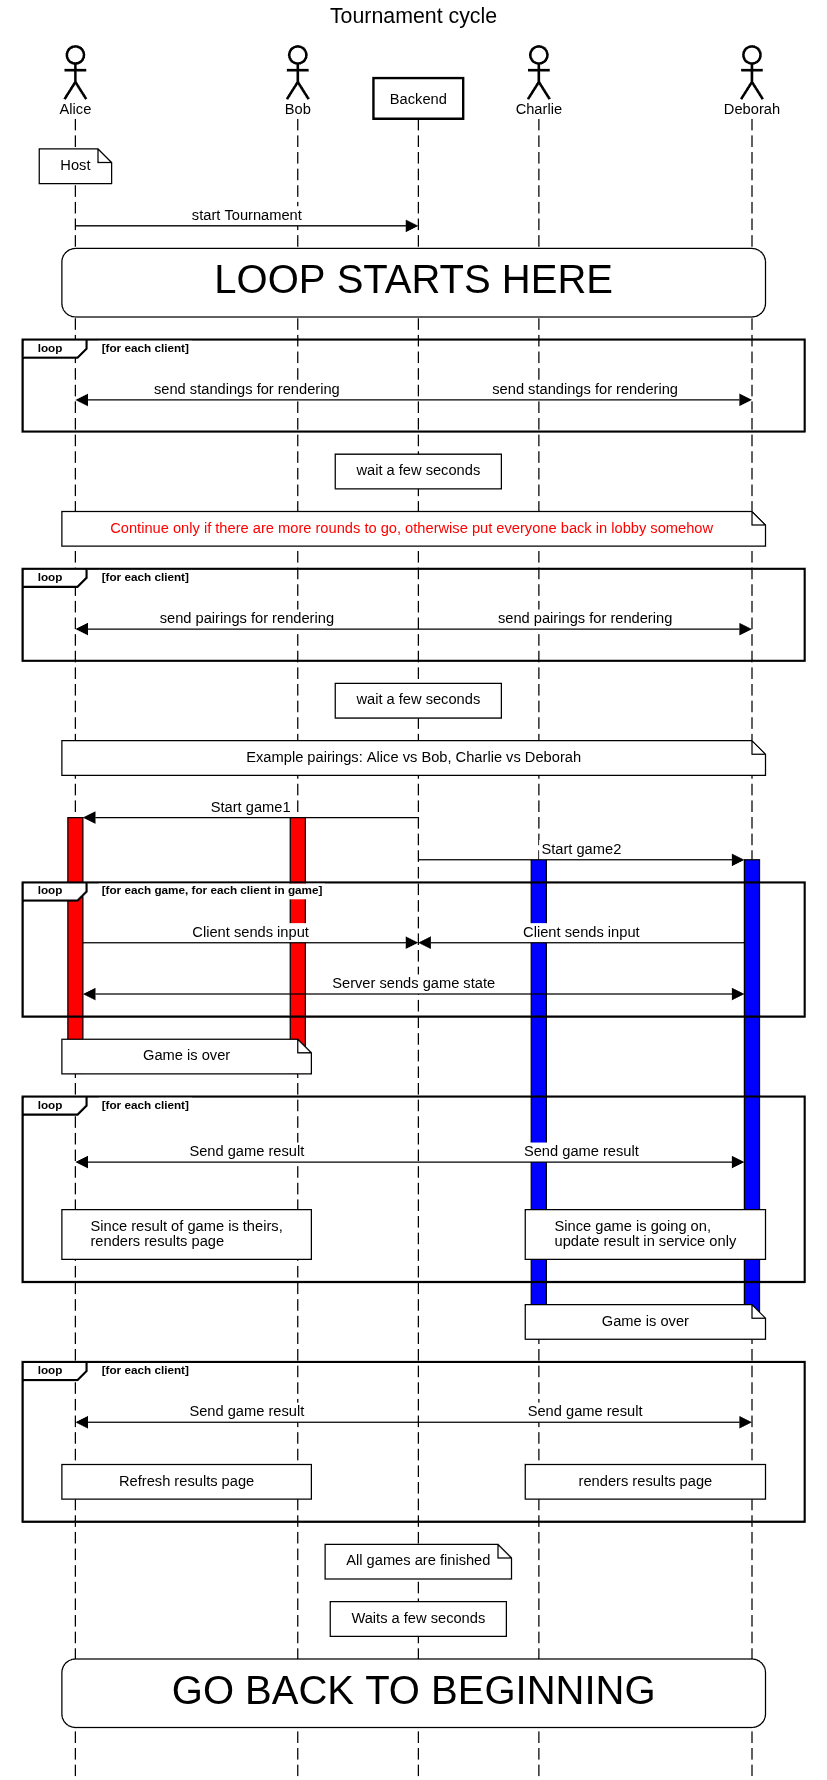 Tournament cycle
Alice
Bob
Backend
Charlie
Deborah
Host
start Tournament
LOOP STARTS HERE
loop
[for each client]
send standings for rendering
send standings for rendering
wait a few seconds
Continue only if there are more rounds to go, otherwise put everyone back in lobby somehow
loop
[for each client]
send pairings for rendering
send pairings for rendering
wait a few seconds
Example pairings: Alice vs Bob, Charlie vs Deborah
Start game1
Start game2
loop
[for each game, for each client in game]
Client sends input
Client sends input
Server sends game state
Game is over
loop
[for each client]
Send game result
Send game result
Since result of game is theirs,
renders results page
Since game is going on,
update result in service only
Game is over
loop
[for each client]
Send game result
Send game result
Refresh results page
renders results page
All games are finished
Waits a few seconds
GO BACK TO BEGINNING